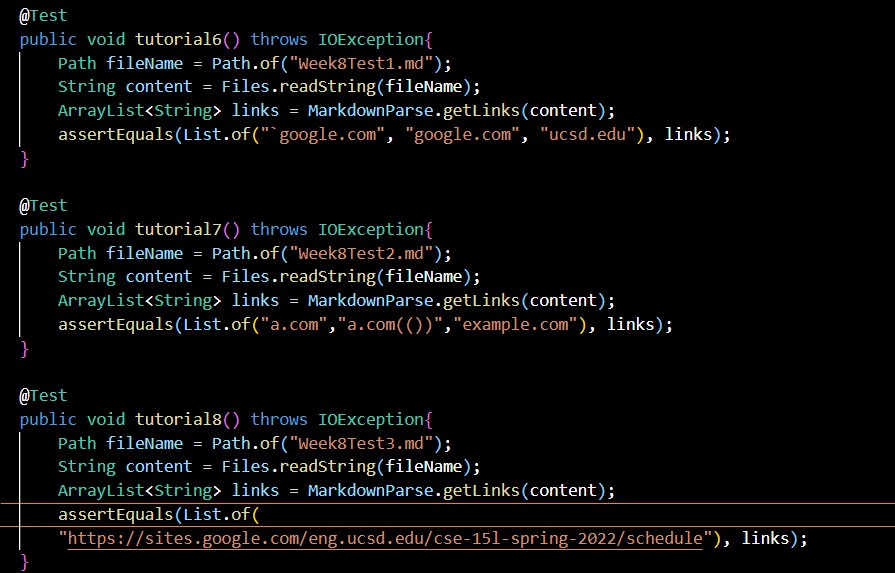 @Test
public void tutorial6() throws IOException{
    Path fileName = Path.of("Week8Test1.md");
    String content = Files.readString(fileName);
    ArrayList<String> links = MarkdownParse.getLinks(content);
    assertEquals(List.of("`google.com", "google.com", "ucsd.edu"), links);
}
@Test
public void tutorial7() throws IOException{
    Path fileName = Path.of("Week8Test2.md");
    String content = Files.readString(fileName);
    ArrayList<String> links = MarkdownParse.getLinks(content);
    assertEquals(List.of("a.com","a.com(())","example.com"), links);
}
@Test
public void tutorial8() throws IOException{
    Path fileName = Path.of("Week8Test3.md");
    String content = Files.readString(fileName);
    ArrayList<String> links = MarkdownParse.getLinks(content);
    assertEquals(List.of(
    "https://sites.google.com/eng.ucsd.edu/cse-15l-spring-2022/schedule"), links);
}